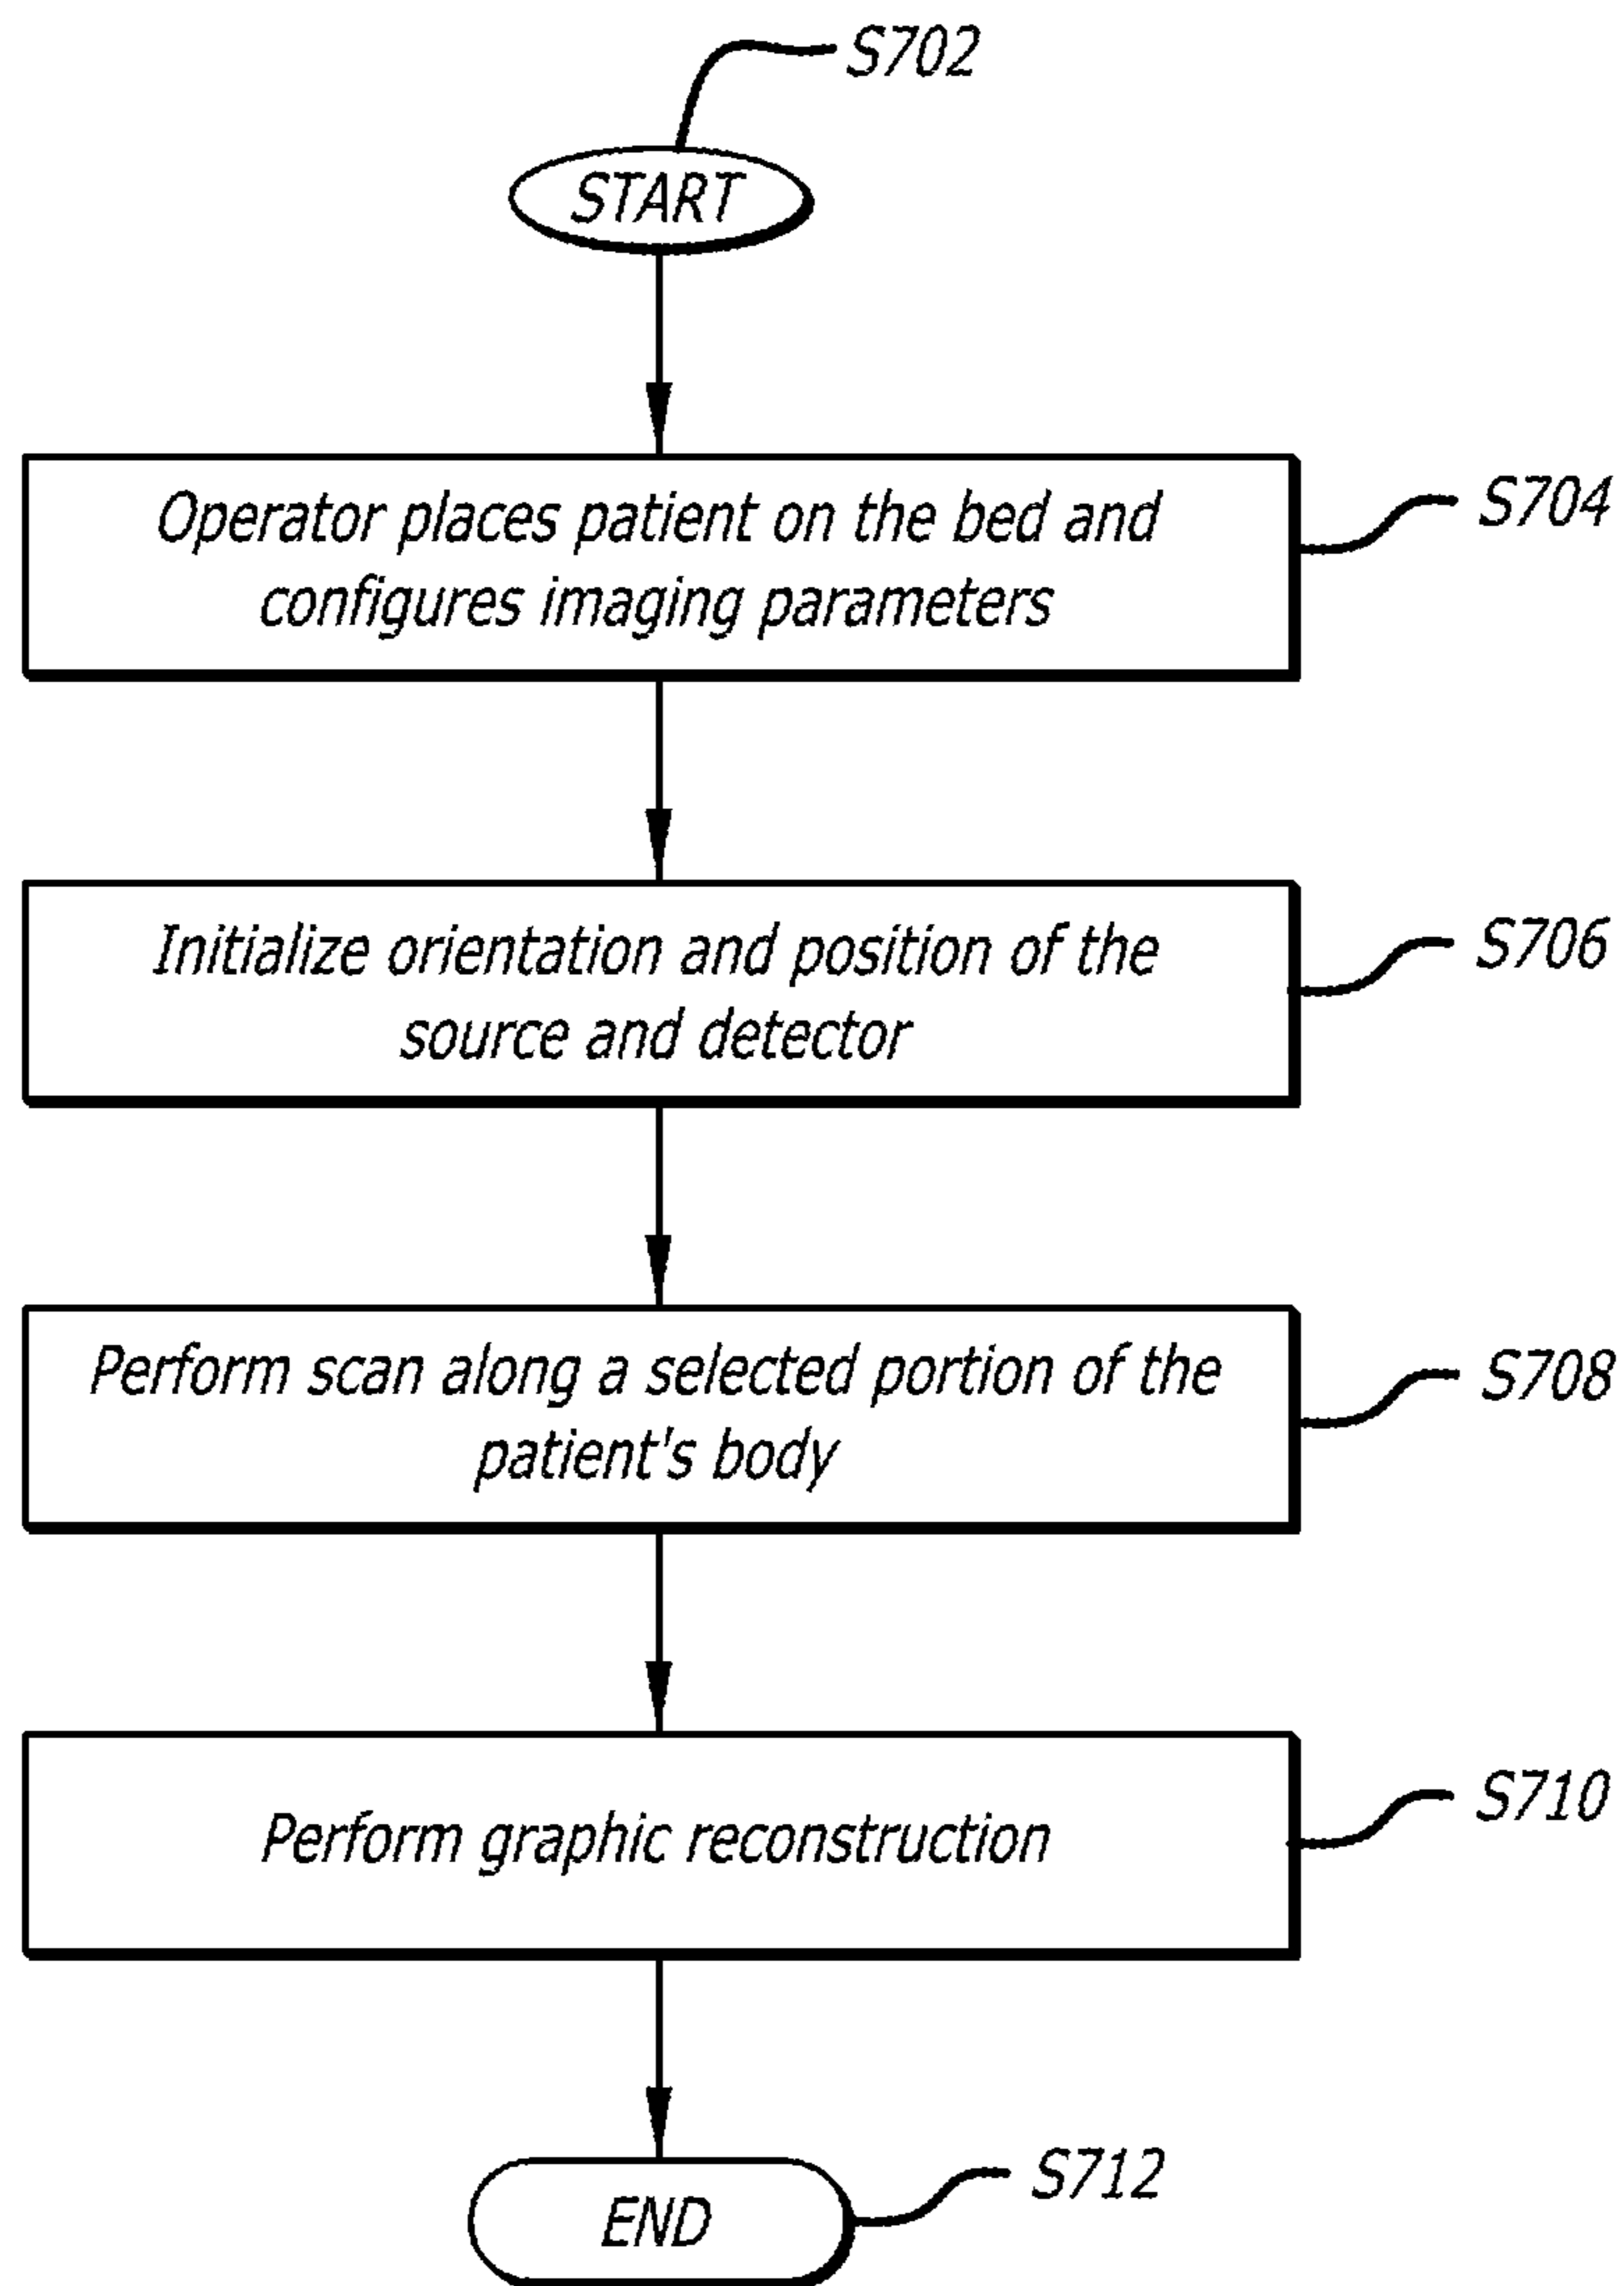 S702
START
Operator places patient on the bed and
configures imaging parameters
S704
Initialize orientation and position of the
source and detector
S706
Perform scan along a selected portion of the
patient's body
S708
Perform graphic reconstruction
S710
END
S712